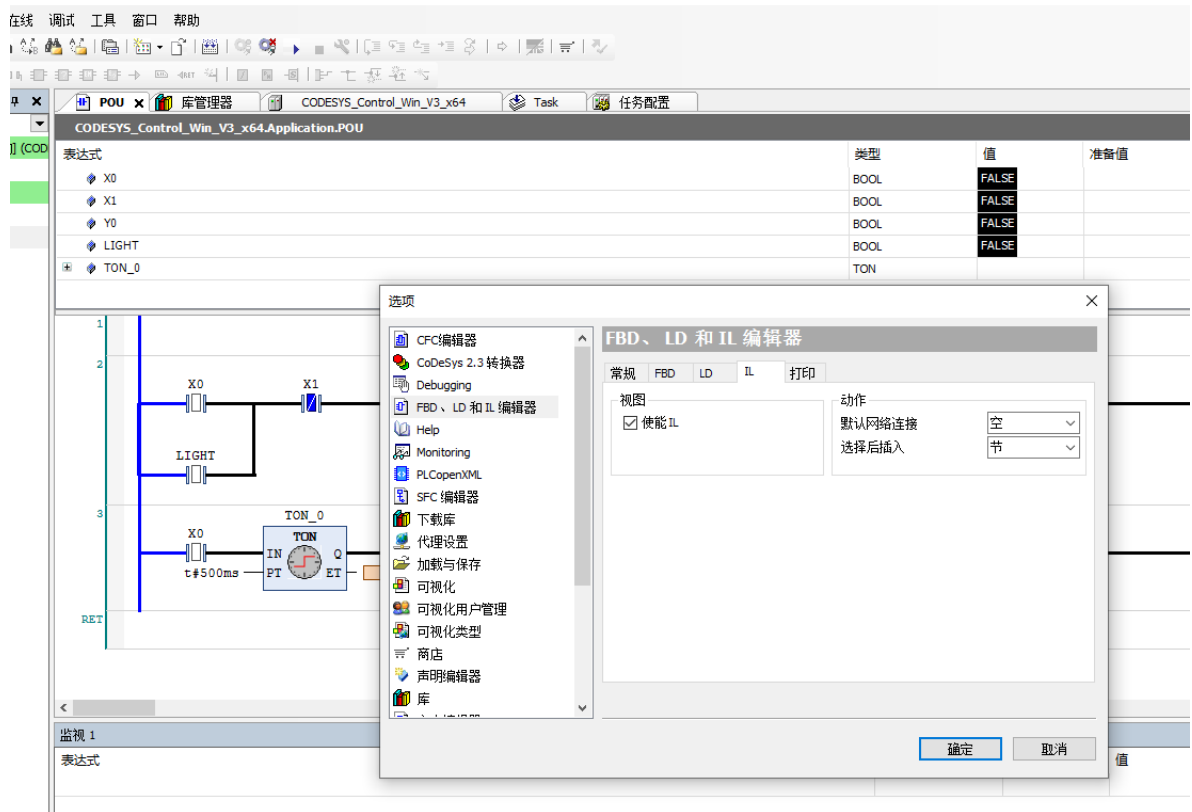 在线 调试 工具 窗口 帮助
POU 库管理器 CODESYS_Control_Win_V3_x64 Task 任务配置
CODESYS_Control_Win_V3_x64.Application.POU
] (COD
表达式 类型 值 准备值
X0 BOOL FALSE
X1 BOOL FALSE
Y0 BOOL FALSE
LIGHT BOOL FALSE
TON_0 TON
1
2
X0 X1
LIGHT
3
TON_0
X0 TON
IN Q
t#500ms PT ET
RET
选项
CFC编辑器
CoDeSys 2.3 转换器
Debugging
FBD、LD 和 IL 编辑器
Help
Monitoring
PLCopenXML
SFC 编辑器
下载库
代理设置
加载与保存
可视化
可视化用户管理
可视化类型
商店
声明编辑器
库
FBD、LD 和 IL 编辑器
常规 FBD LD IL 打印
视图
使能 IL
动作
默认网络连接 空
选择后插入 节
确定 取消
监视 1
表达式 值